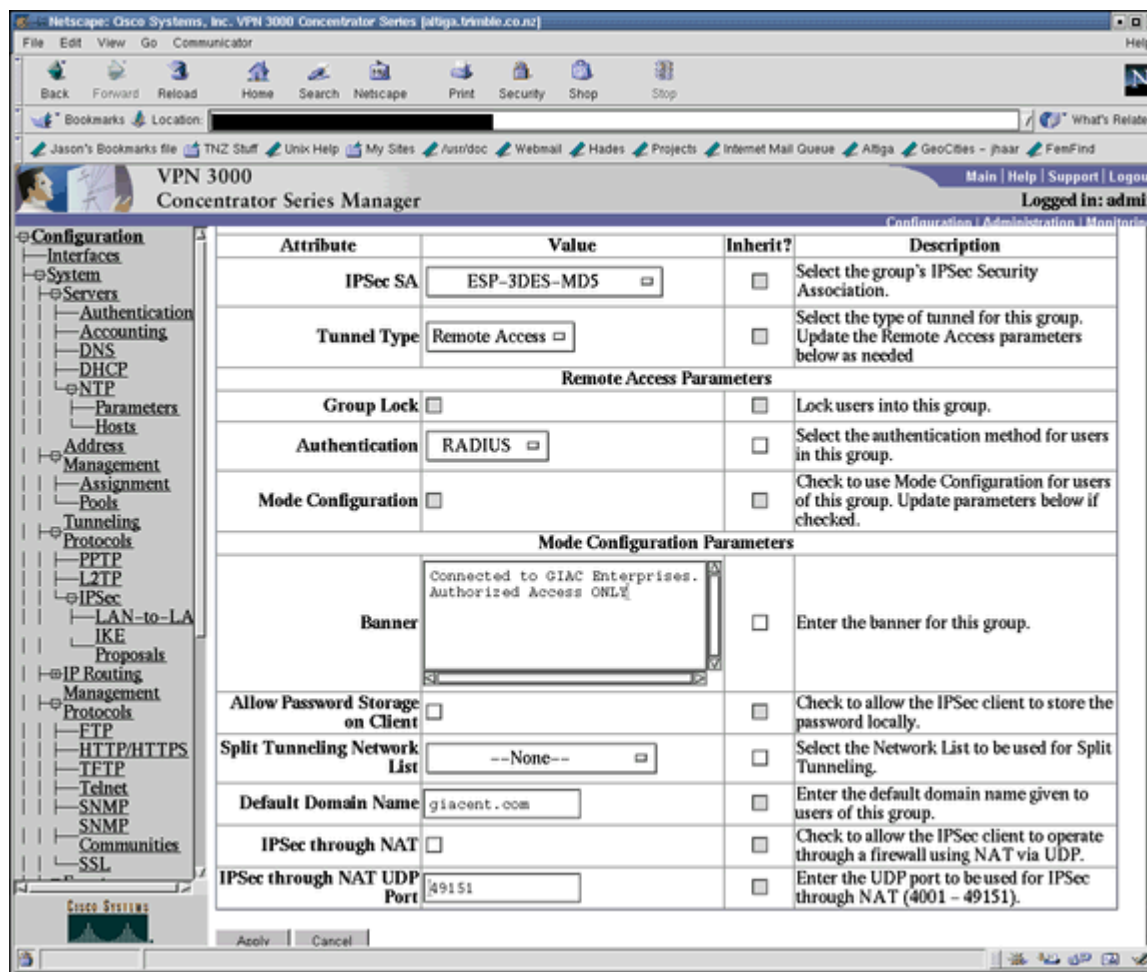 Netscape: Cisco Systems, Inc. VPN 3000 Concentrator Series [altiga.trimble.co.nz]
File Edit View Go Communicator Help
Back Forward Reload Home Search Netscape Print Security Shop Stop
Bookmarks Location: What's Relate
Jason's Bookmarks file TNZ Stuff Unix Help My Sites /usr/doc Webmail Hades Projects Internet Mail Queue Altiga GeoCities - jhaar FemFind
VPN 3000
Concentrator Series Manager
Main | Help | Support | Logou
Logged in: admi
Configuration | Administration | Monitorin
Configuration
Interfaces
System
Servers
Authentication
Accounting
DNS
DHCP
NTP
Parameters
Hosts
Address
Management
Assignment
Pools
Tunneling
Protocols
PPTP
L2TP
IPSec
LAN-to-LA
IKE
Proposals
IP Routing
Management
Protocols
FTP
HTTP/HTTPS
TFTP
Telnet
SNMP
SNMP
Communities
SSL
Cisco Systems
Attribute Value Inherit? Description
IPSec SA ESP-3DES-MD5 Select the group's IPSec Security
Association.
Tunnel Type Remote Access Select the type of tunnel for this group.
Update the Remote Access parameters
below as needed
Remote Access Parameters
Group Lock Lock users into this group.
Authentication RADIUS Select the authentication method for users
in this group.
Mode Configuration Check to use Mode Configuration for users
of this group. Update parameters below if
checked.
Mode Configuration Parameters
Connected to GIAC Enterprises.
Authorized Access ONLY
Banner Enter the banner for this group.
Allow Password Storage
on Client Check to allow the IPSec client to store the
password locally.
Split Tunneling Network
List --None-- Select the Network List to be used for Split
Tunneling.
Default Domain Name giacent.com Enter the default domain name given to
users of this group.
IPSec through NAT Check to allow the IPSec client to operate
through a firewall using NAT via UDP.
IPSec through NAT UDP
Port 49151 Enter the UDP port to be used for IPSec
through NAT (4001 - 49151).
Apply Cancel